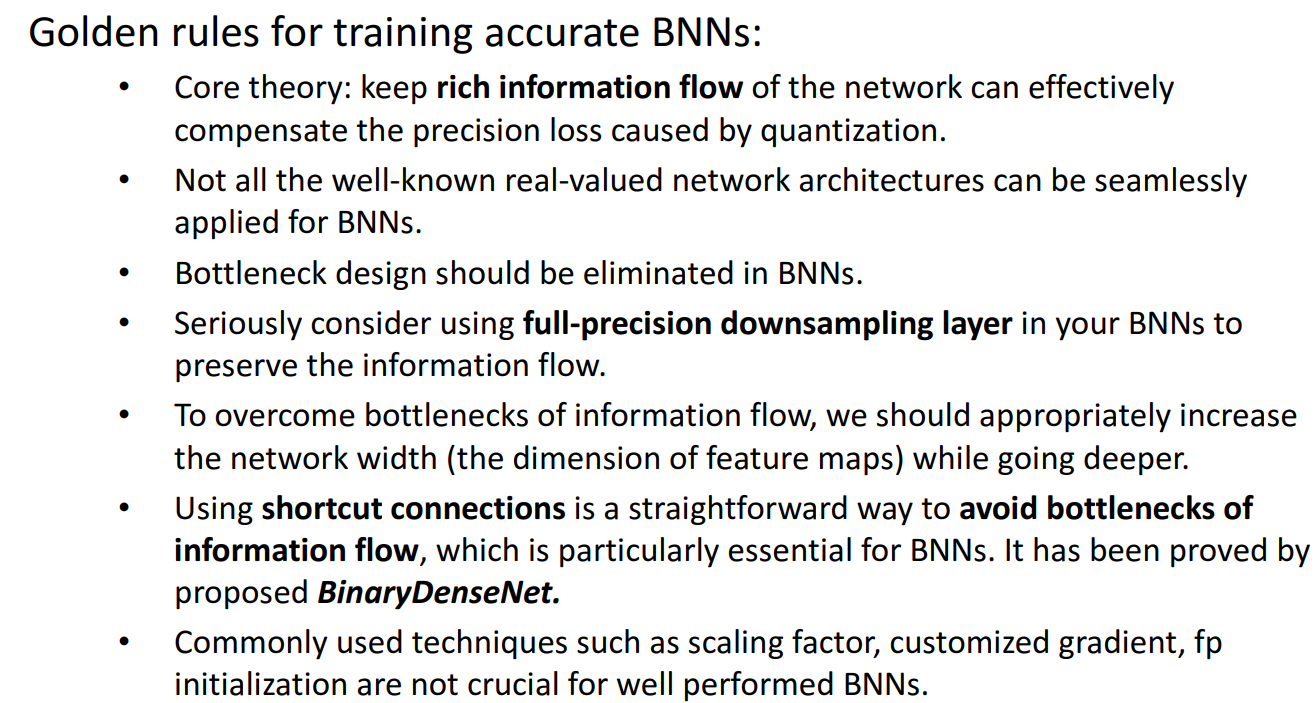 Golden rules for training accurate BNNs:
• Core theory: keep rich information flow of the network can effectively
compensate the precision loss caused by quantization.
• Not all the well-known real-valued network architectures can be seamlessly
applied for BNNs.
• Bottleneck design should be eliminated in BNNs.
• Seriously consider using full-precision downsampling layer in your BNNs to
preserve the information flow.
• To overcome bottlenecks of information flow, we should appropriately increase
the network width (the dimension of feature maps) while going deeper.
• Using shortcut connections is a straightforward way to avoid bottlenecks of
information flow, which is particularly essential for BNNs. It has been proved by
proposed BinaryDenseNet.
• Commonly used techniques such as scaling factor, customized gradient, fp
initialization are not crucial for well performed BNNs.